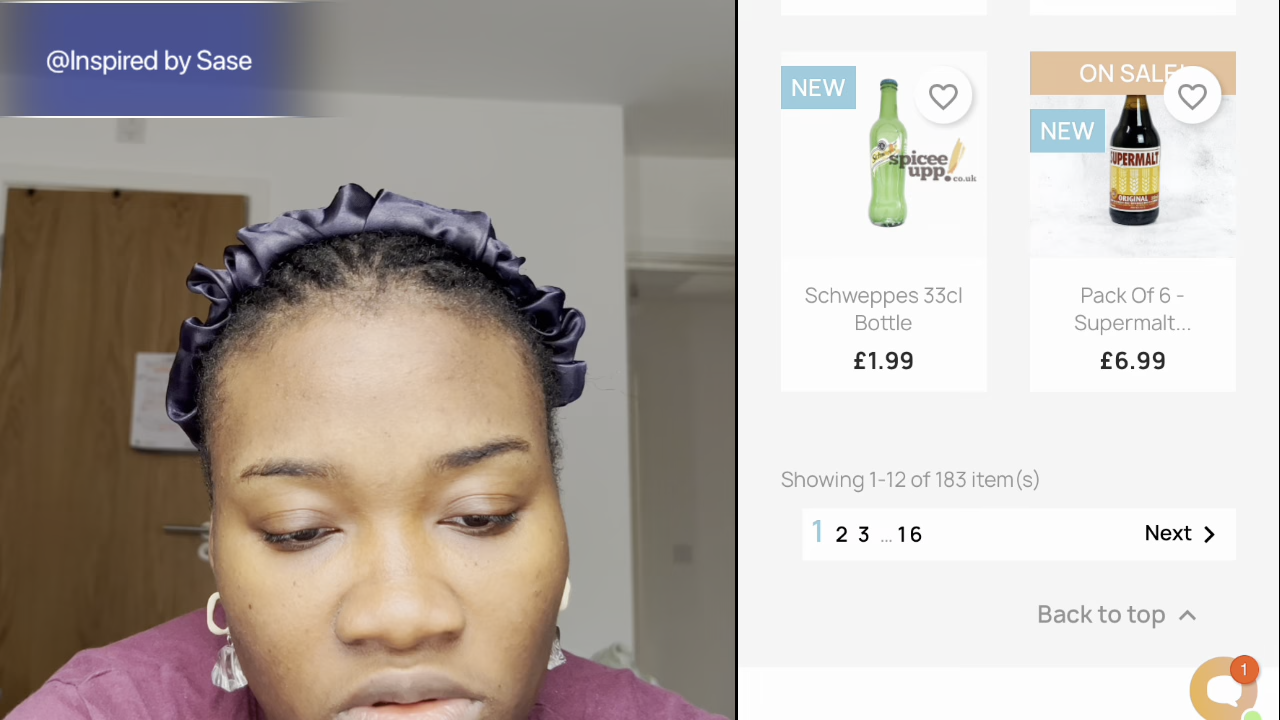 @Inspired by Sase
NEW
spicee
upp!.co.uk
Schweppes 33cl
Bottle
£1.99
ON SALE!
NEW
SUPERMALT
ORIGINAL
Pack Of 6 -
Supermalt...
£6.99
Showing 1-12 of 183 item(s)
1 2 3 ... 16
Next
Back to top
1